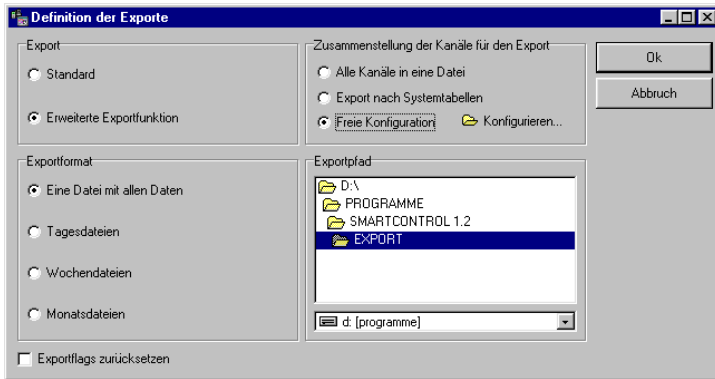 Definition der Exporte
Export
Standard
Erweiterte Exportfunktion
Zusammenstellung der Kanäle für den Export
Alle Kanäle in eine Datei
Export nach Systemtabellen
Freie Konfiguration
Konfigurieren...
Ok
Abbruch
Exportformat
Eine Datei mit allen Daten
Tagesdateien
Wochendateien
Monatsdateien
Exportpfad
D:\
PROGRAMME
SMARTCONTROL 1.2
EXPORT
d: [programme]
Exportflags zurücksetzen